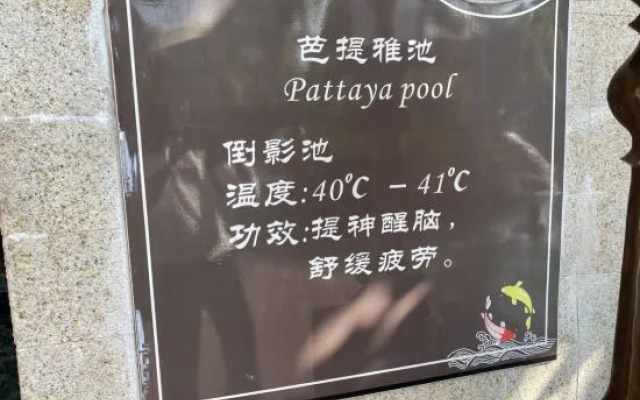 芭提雅池
Pattaya pool
倒影池
温度:40℃ - 41℃
功效:提神醒脑,
舒缓疲劳。